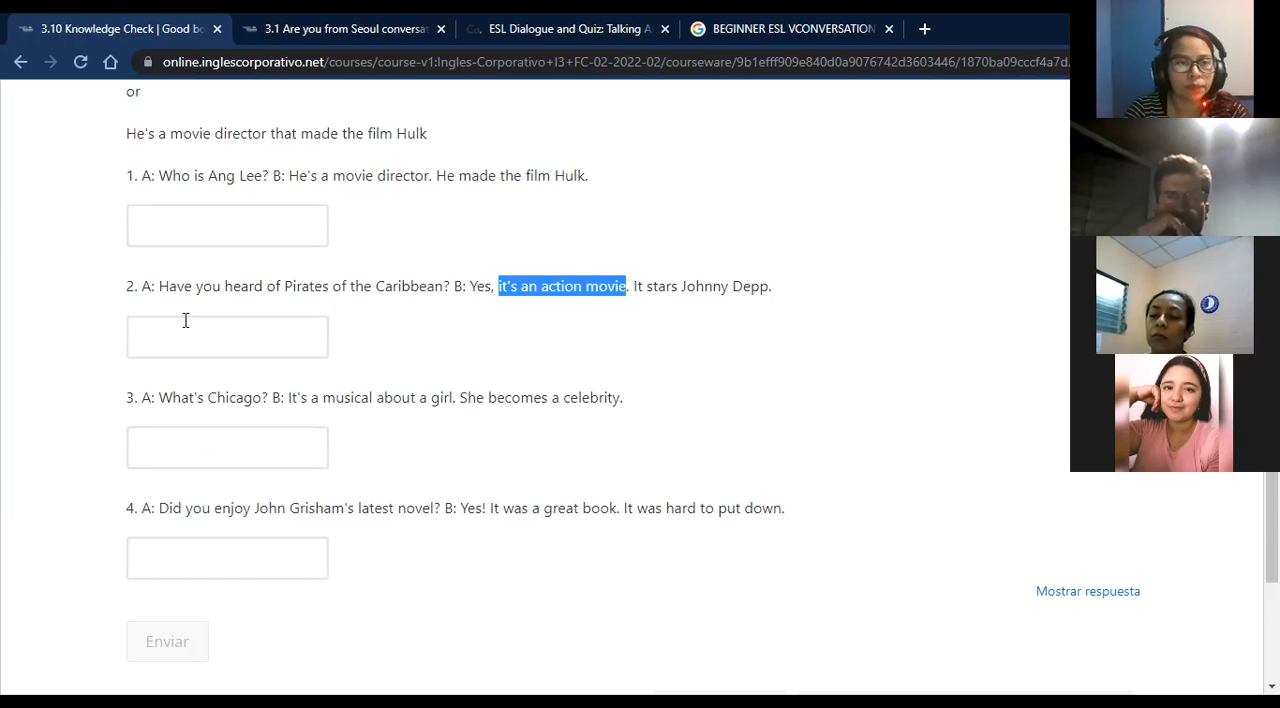 3.10 Knowledge Check | Good bo
3.1 Are you from Seoul conversat
ESL Dialogue and Quiz: Talking A
BEGINNER ESL VCONVERSATION
online.inglescorporativo.net/courses/course-v1:Ingles-Corporativo+I3+FC-02-2022-02/courseware/9b1efff909e840d0a9076742d3603446/1870ba09cccf4a7d.
or
He's a movie director that made the film Hulk
1. A: Who is Ang Lee? B: He's a movie director. He made the film Hulk.
2. A: Have you heard of Pirates of the Caribbean? B: Yes, it's an action movie. It stars Johnny Depp.
3. A: What's Chicago? B: It's a musical about a girl. She becomes a celebrity.
4. A: Did you enjoy John Grisham's latest novel? B: Yes! It was a great book. It was hard to put down.
Mostrar respuesta
Enviar